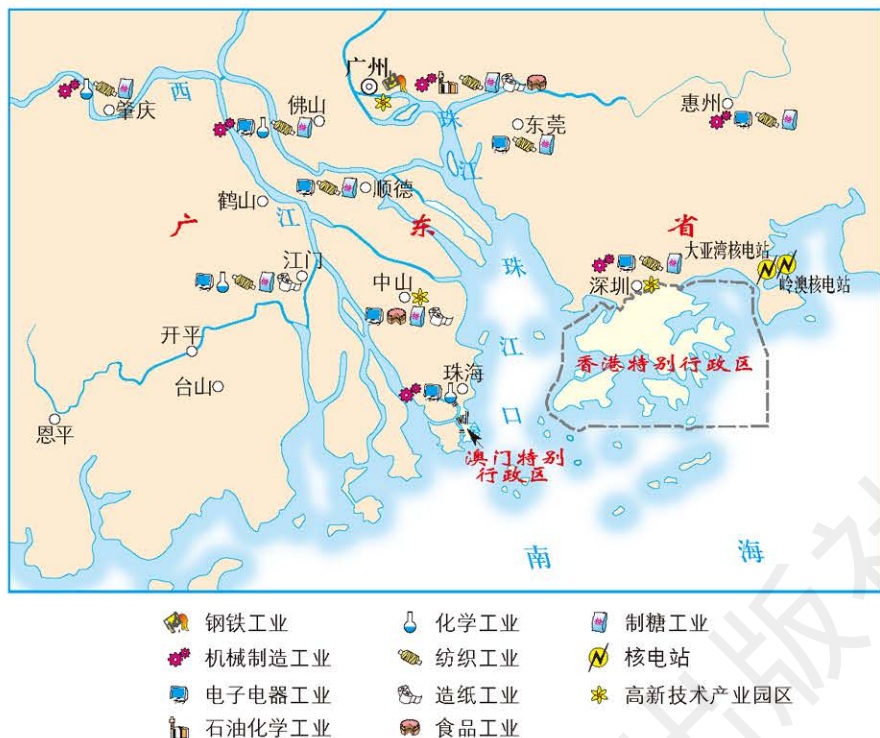 广州
西
肇庆
佛山
珠
东莞
惠州
江
顺德
鹤山
江
广
东
省
大亚湾核电站
江门
中山
珠
深圳
岭澳核电站
开平
江
香港特别行政区
台山
珠海
口
恩平
澳门特别
行政区
南
海
钢铁工业
化学工业
制糖工业
机械制造工业
纺织工业
核电站
电子电器工业
造纸工业
高新技术产业园区
石油化学工业
食品工业
出版社